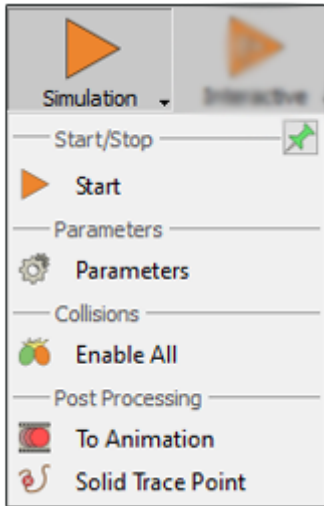 Simulation
Start/Stop
Start
Parameters
Parameters
Collisions
Enable All
Post Processing
To Animation
Solid Trace Point